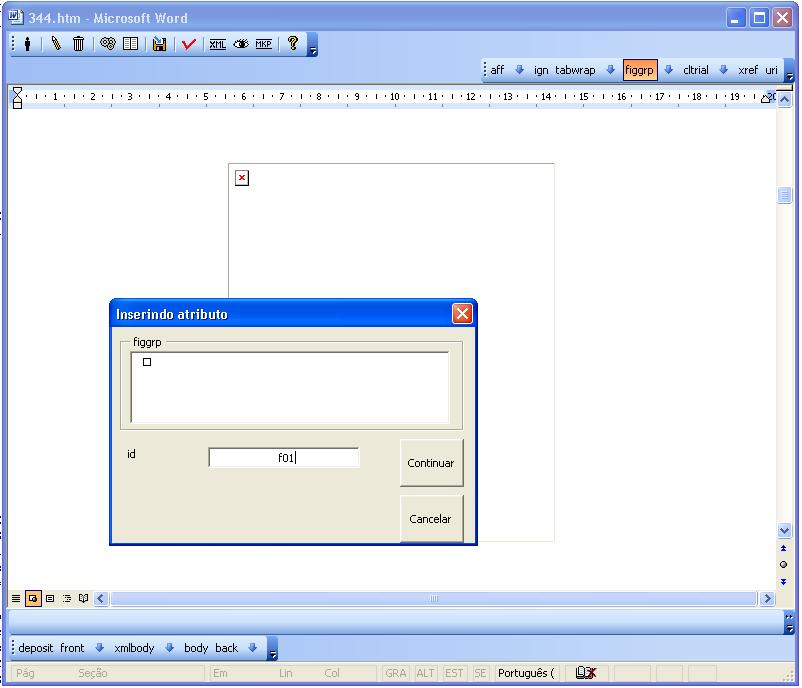 344.htm - Microsoft Word
XML MKP ?
aff ign tabwrap figgrp cltrial xref uri
1 2 3 4 5 6 7 8 9 10 11 12 13 14 15 16 17 18 19
Inserindo atributo
figgrp
id f01
Continuar
Cancelar
deposit front xmlbody body back
Pág Seção Em Lin Col GRA ALT EST SE Português (